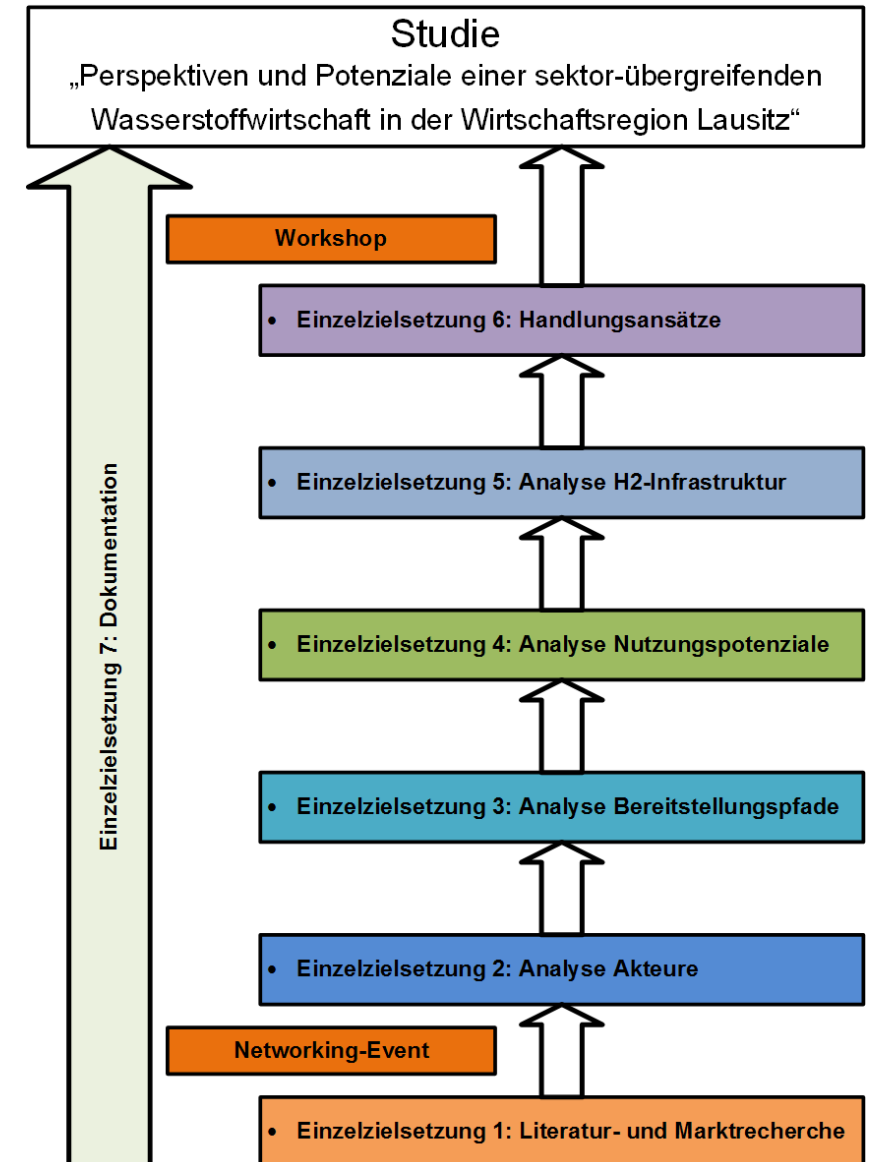 Studie
„Perspektiven und Potenziale einer sektor-übergreifenden
Wasserstoffwirtschaft in der Wirtschaftsregion Lausitz“
Workshop
• Einzelzielsetzung 6: Handlungsansätze
• Einzelzielsetzung 5: Analyse H2-Infrastruktur
• Einzelzielsetzung 4: Analyse Nutzungspotenziale
• Einzelzielsetzung 3: Analyse Bereitstellungspfade
• Einzelzielsetzung 2: Analyse Akteure
Networking-Event
• Einzelzielsetzung 1: Literatur- und Marktrecherche
Einzelzielsetzung 7: Dokumentation